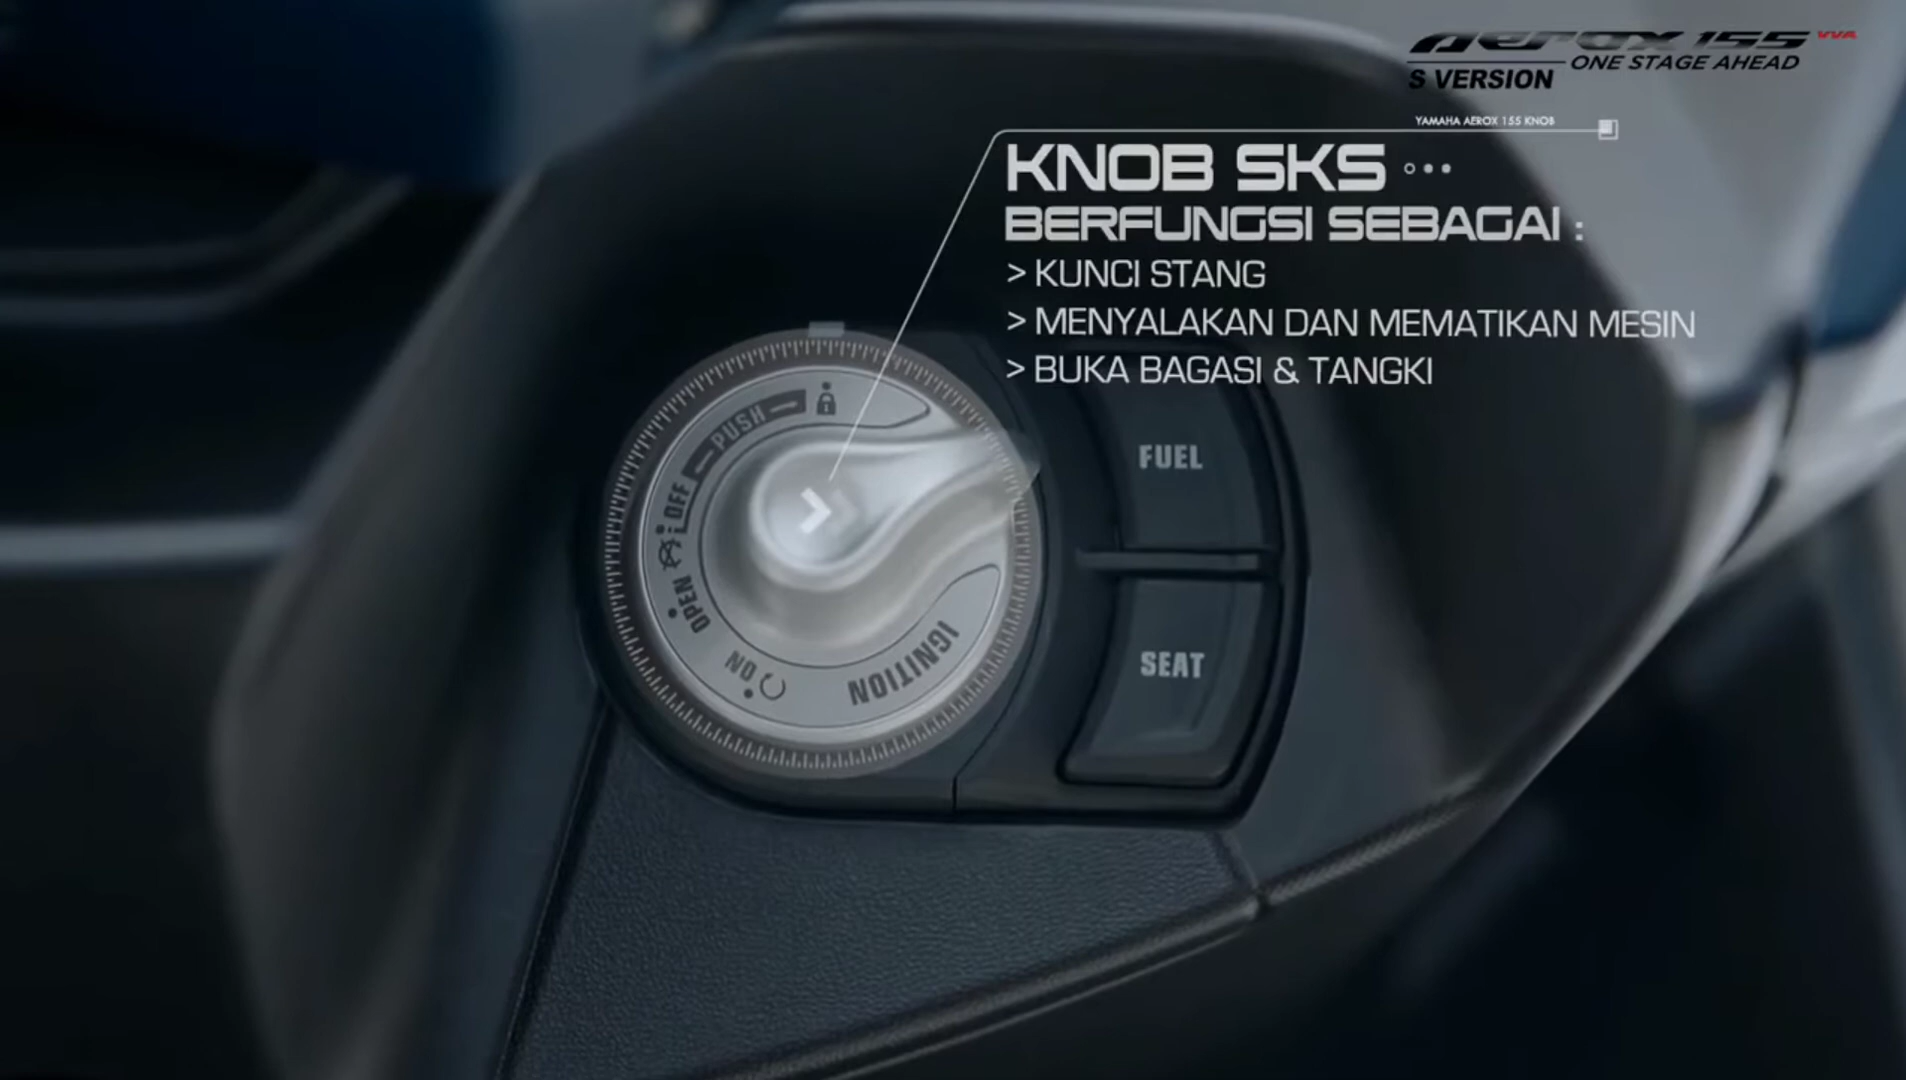 AEROX 155 VVA
S VERSION ONE STAGE AHEAD
YAMAHA AEROX 155 KNOB
KNOB SKS
BERFUNGSI SEBAGAI :
> KUNCI STANG
> MENYALAKAN DAN MEMATIKAN MESIN
> BUKA BAGASI & TANGKI
PUSH
OFF
OPEN
ON
IGNITION
FUEL
SEAT